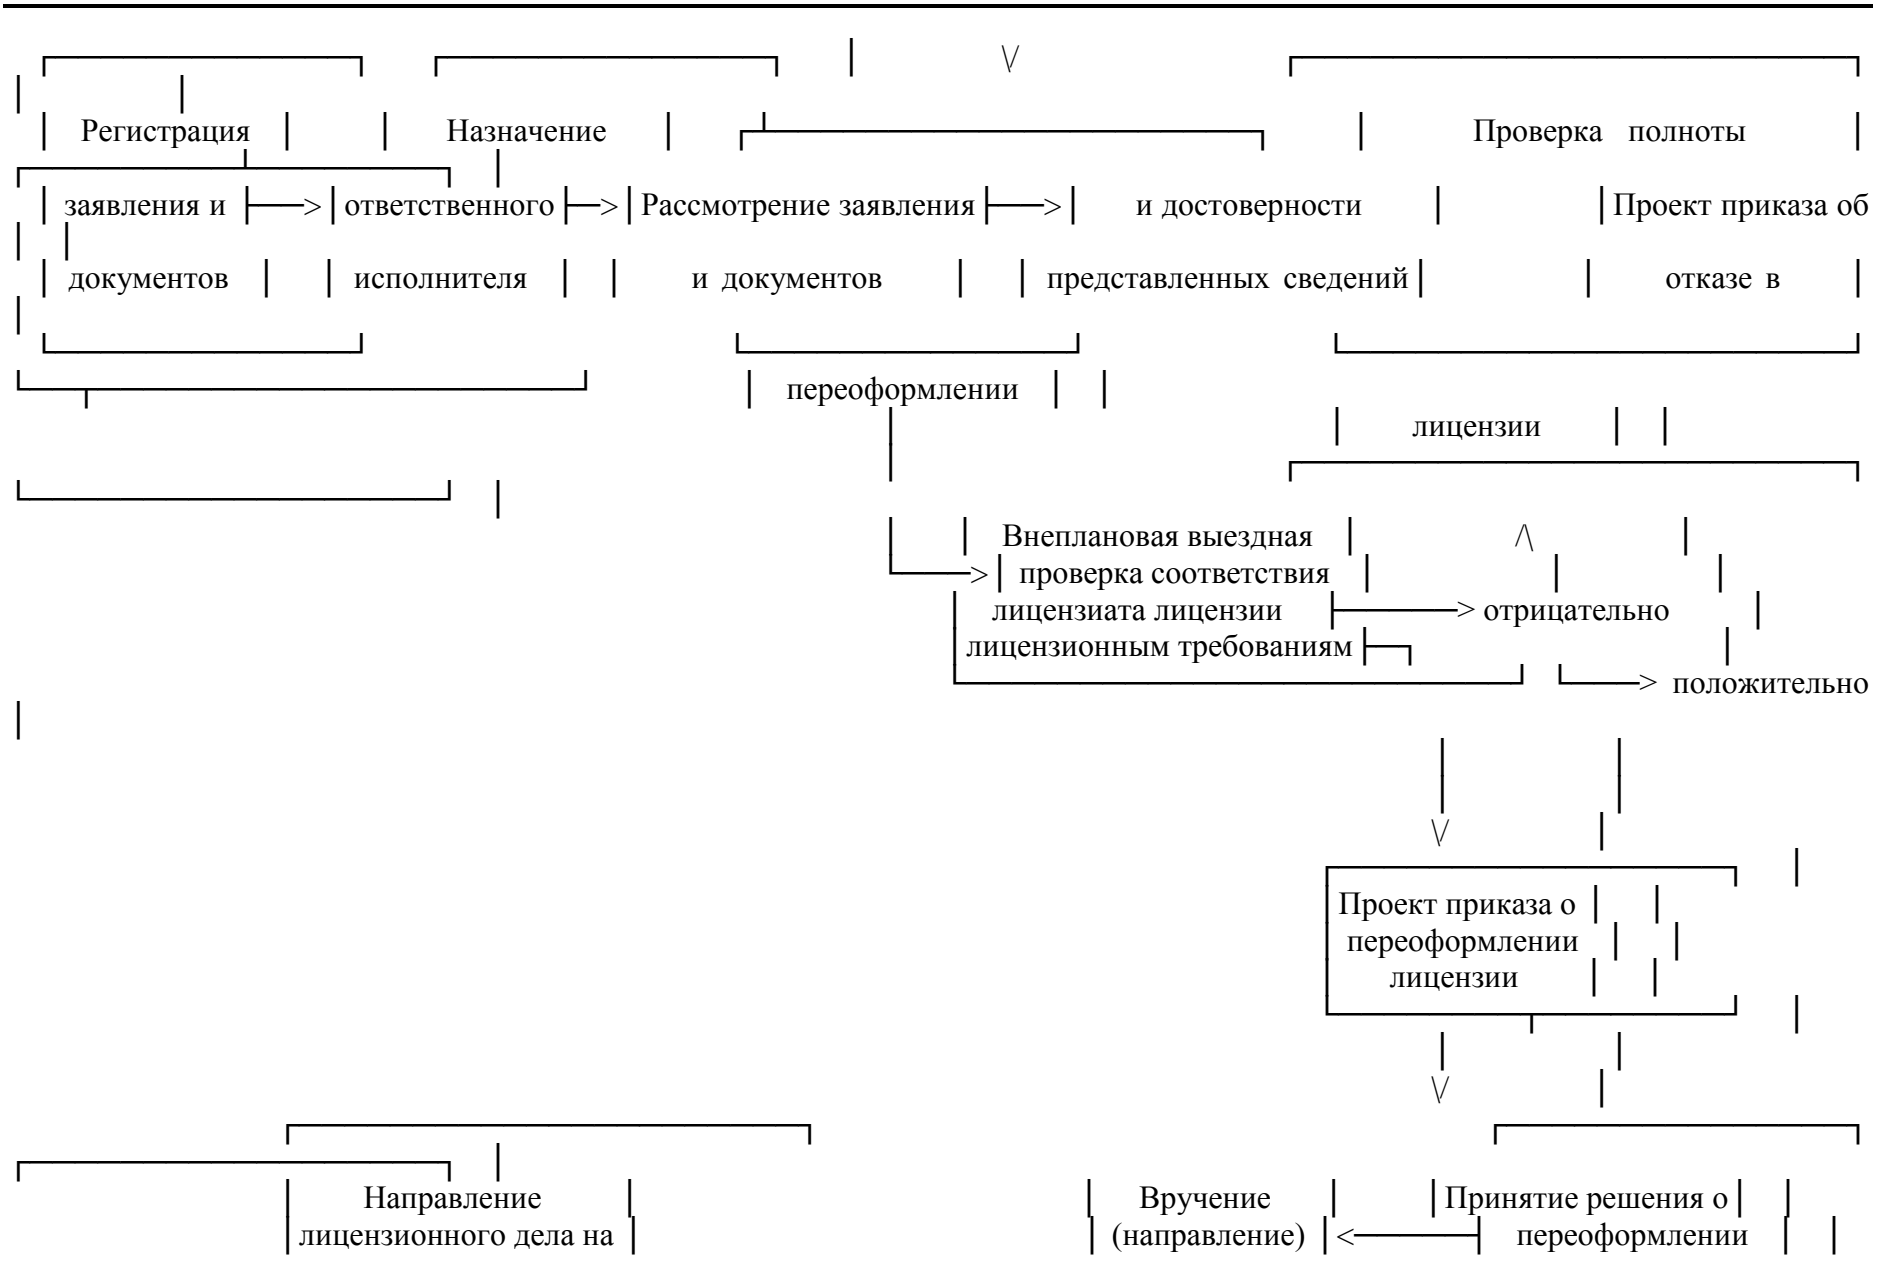 Регистрация Назначение Проверка полноты
заявления и ответственного Рассмотрение заявления и достоверности Проект приказа об
документов исполнителя и документов представленных сведений отказе в
переоформлении
лицензии
Внеплановая выездная
проверка соответствия
лицензиата лицензии отрицательно
лицензионным требованиям
положительно
Проект приказа о
переоформлении
лицензии
Направление Вручение Принятие решения о
лицензионного дела на (направление) переоформлении